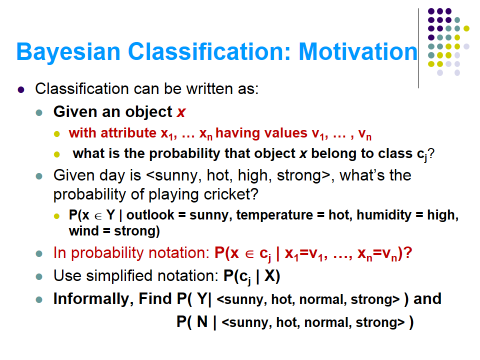 Bayesian Classification: Motivation
Classification can be written as:
Given an object x
with attribute x₁, … xₙ having values v₁, … , vₙ
what is the probability that object x belong to class cⱼ?
Given day is <sunny, hot, high, strong>, what's the
probability of playing cricket?
P(x ∈ Y | outlook = sunny, temperature = hot, humidity = high,
wind = strong)
In probability notation: P(x ∈ cⱼ | x₁=v₁, …, xₙ=vₙ)?
Use simplified notation: P(cⱼ | X)
Informally, Find P( Y| <sunny, hot, normal, strong> ) and
P( N | <sunny, hot, normal, strong> )